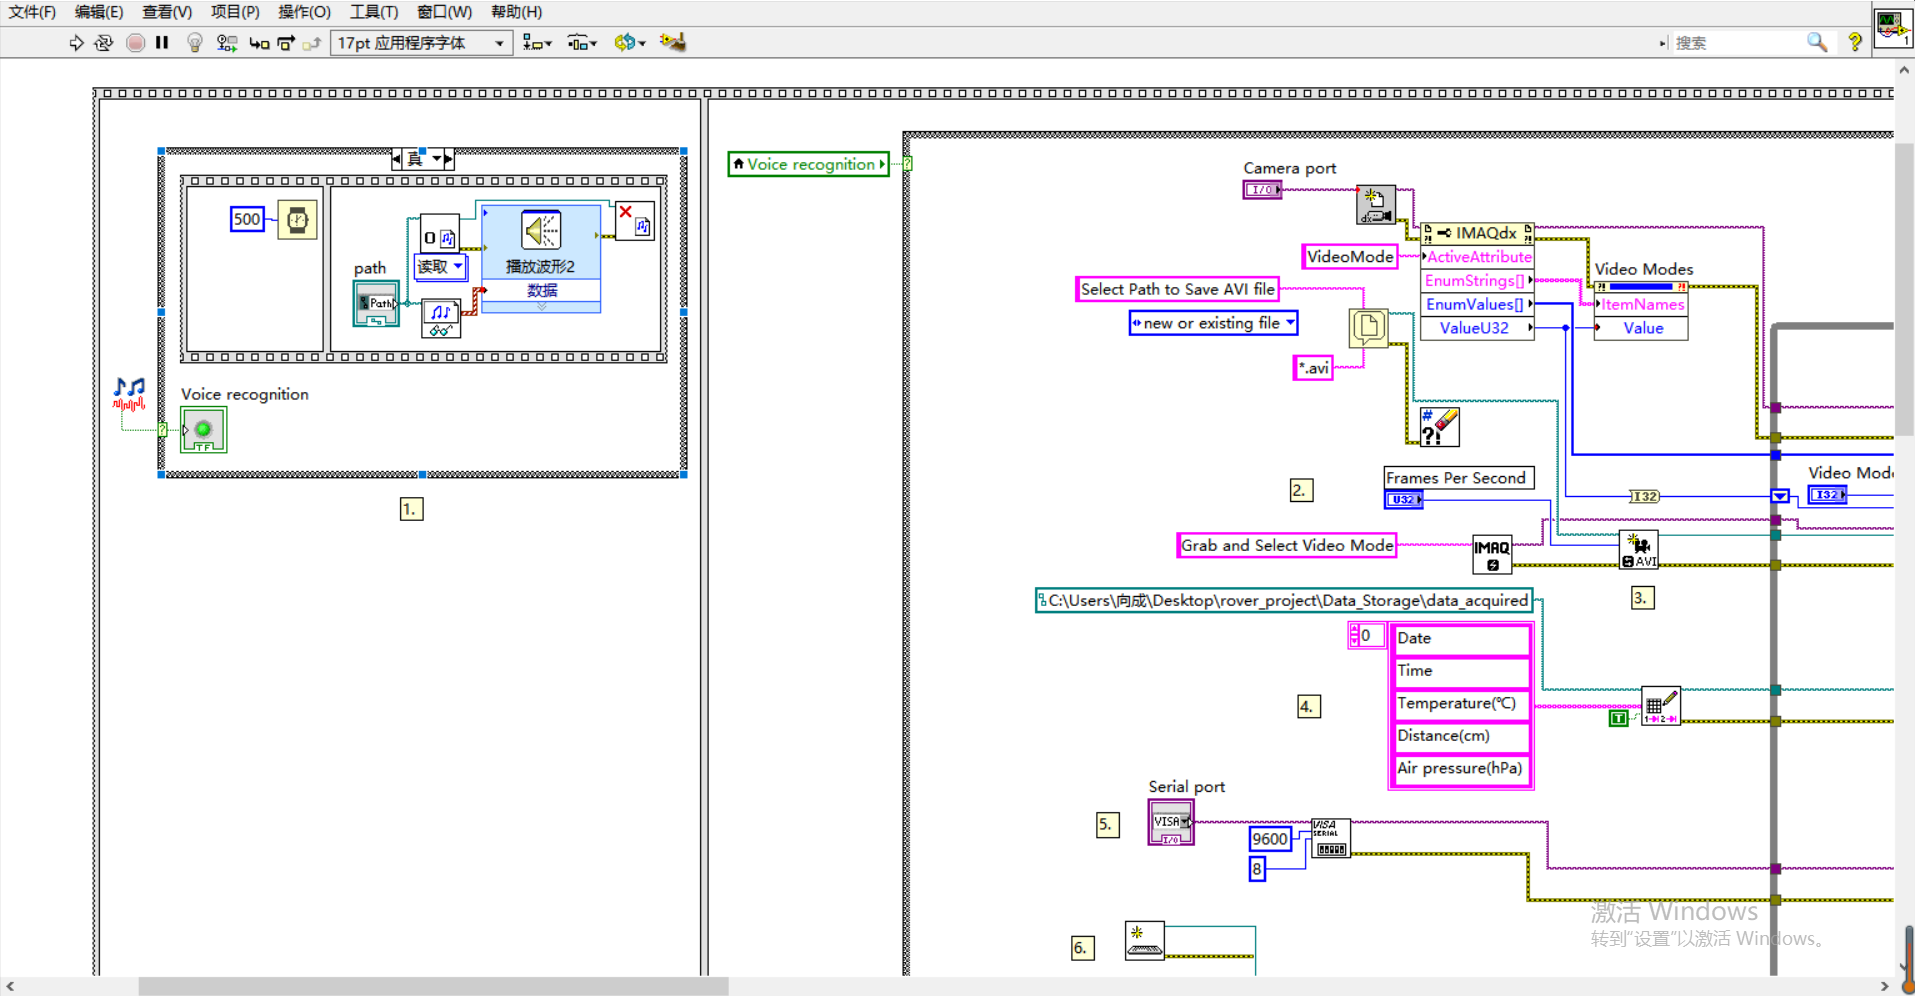 文件(F) 编辑(E) 查看(V) 项目(P) 操作(O) 工具(T) 窗口(W) 帮助(H)
17pt 应用程序字体
搜索
?
1
真
500
path
Path
读取
播放波形2
数据
Voice recognition
?
TF
1.
Voice recognition
?
Camera port
I/O
dx
VideoMode
IMAQdx
ActiveAttribute
EnumStrings[]
EnumValues[]
ValueU32
Video Modes
ItemNames
Value
Select Path to Save AVI file
new or existing file
*.avi
#
?!
2.
Frames Per Second
U32
I32
Video Mod
I32
Grab and Select Video Mode
IMAQ
AVI
3.
C:\Users\向成\Desktop\rover_project\Data_Storage\data_acquired
0
Date
Time
Temperature(℃)
Distance(cm)
Air pressure(hPa)
4.
T
1 2
Serial port
5.
VISA
I/O
9600
8
VISA
SERIAL
6.
激活 Windows
转到"设置"以激活 Windows。